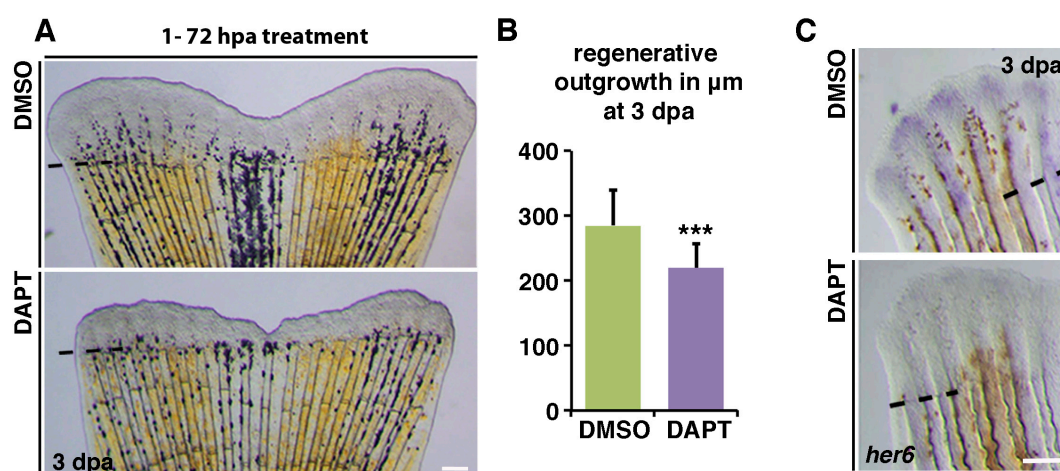 A
1- 72 hpa treatment
DMSO
DAPT
3 dpa
B
regenerative
outgrowth in µm
at 3 dpa
400
300
200
100
0
***
DMSO DAPT
C
DMSO
3 dpa
DAPT
her6